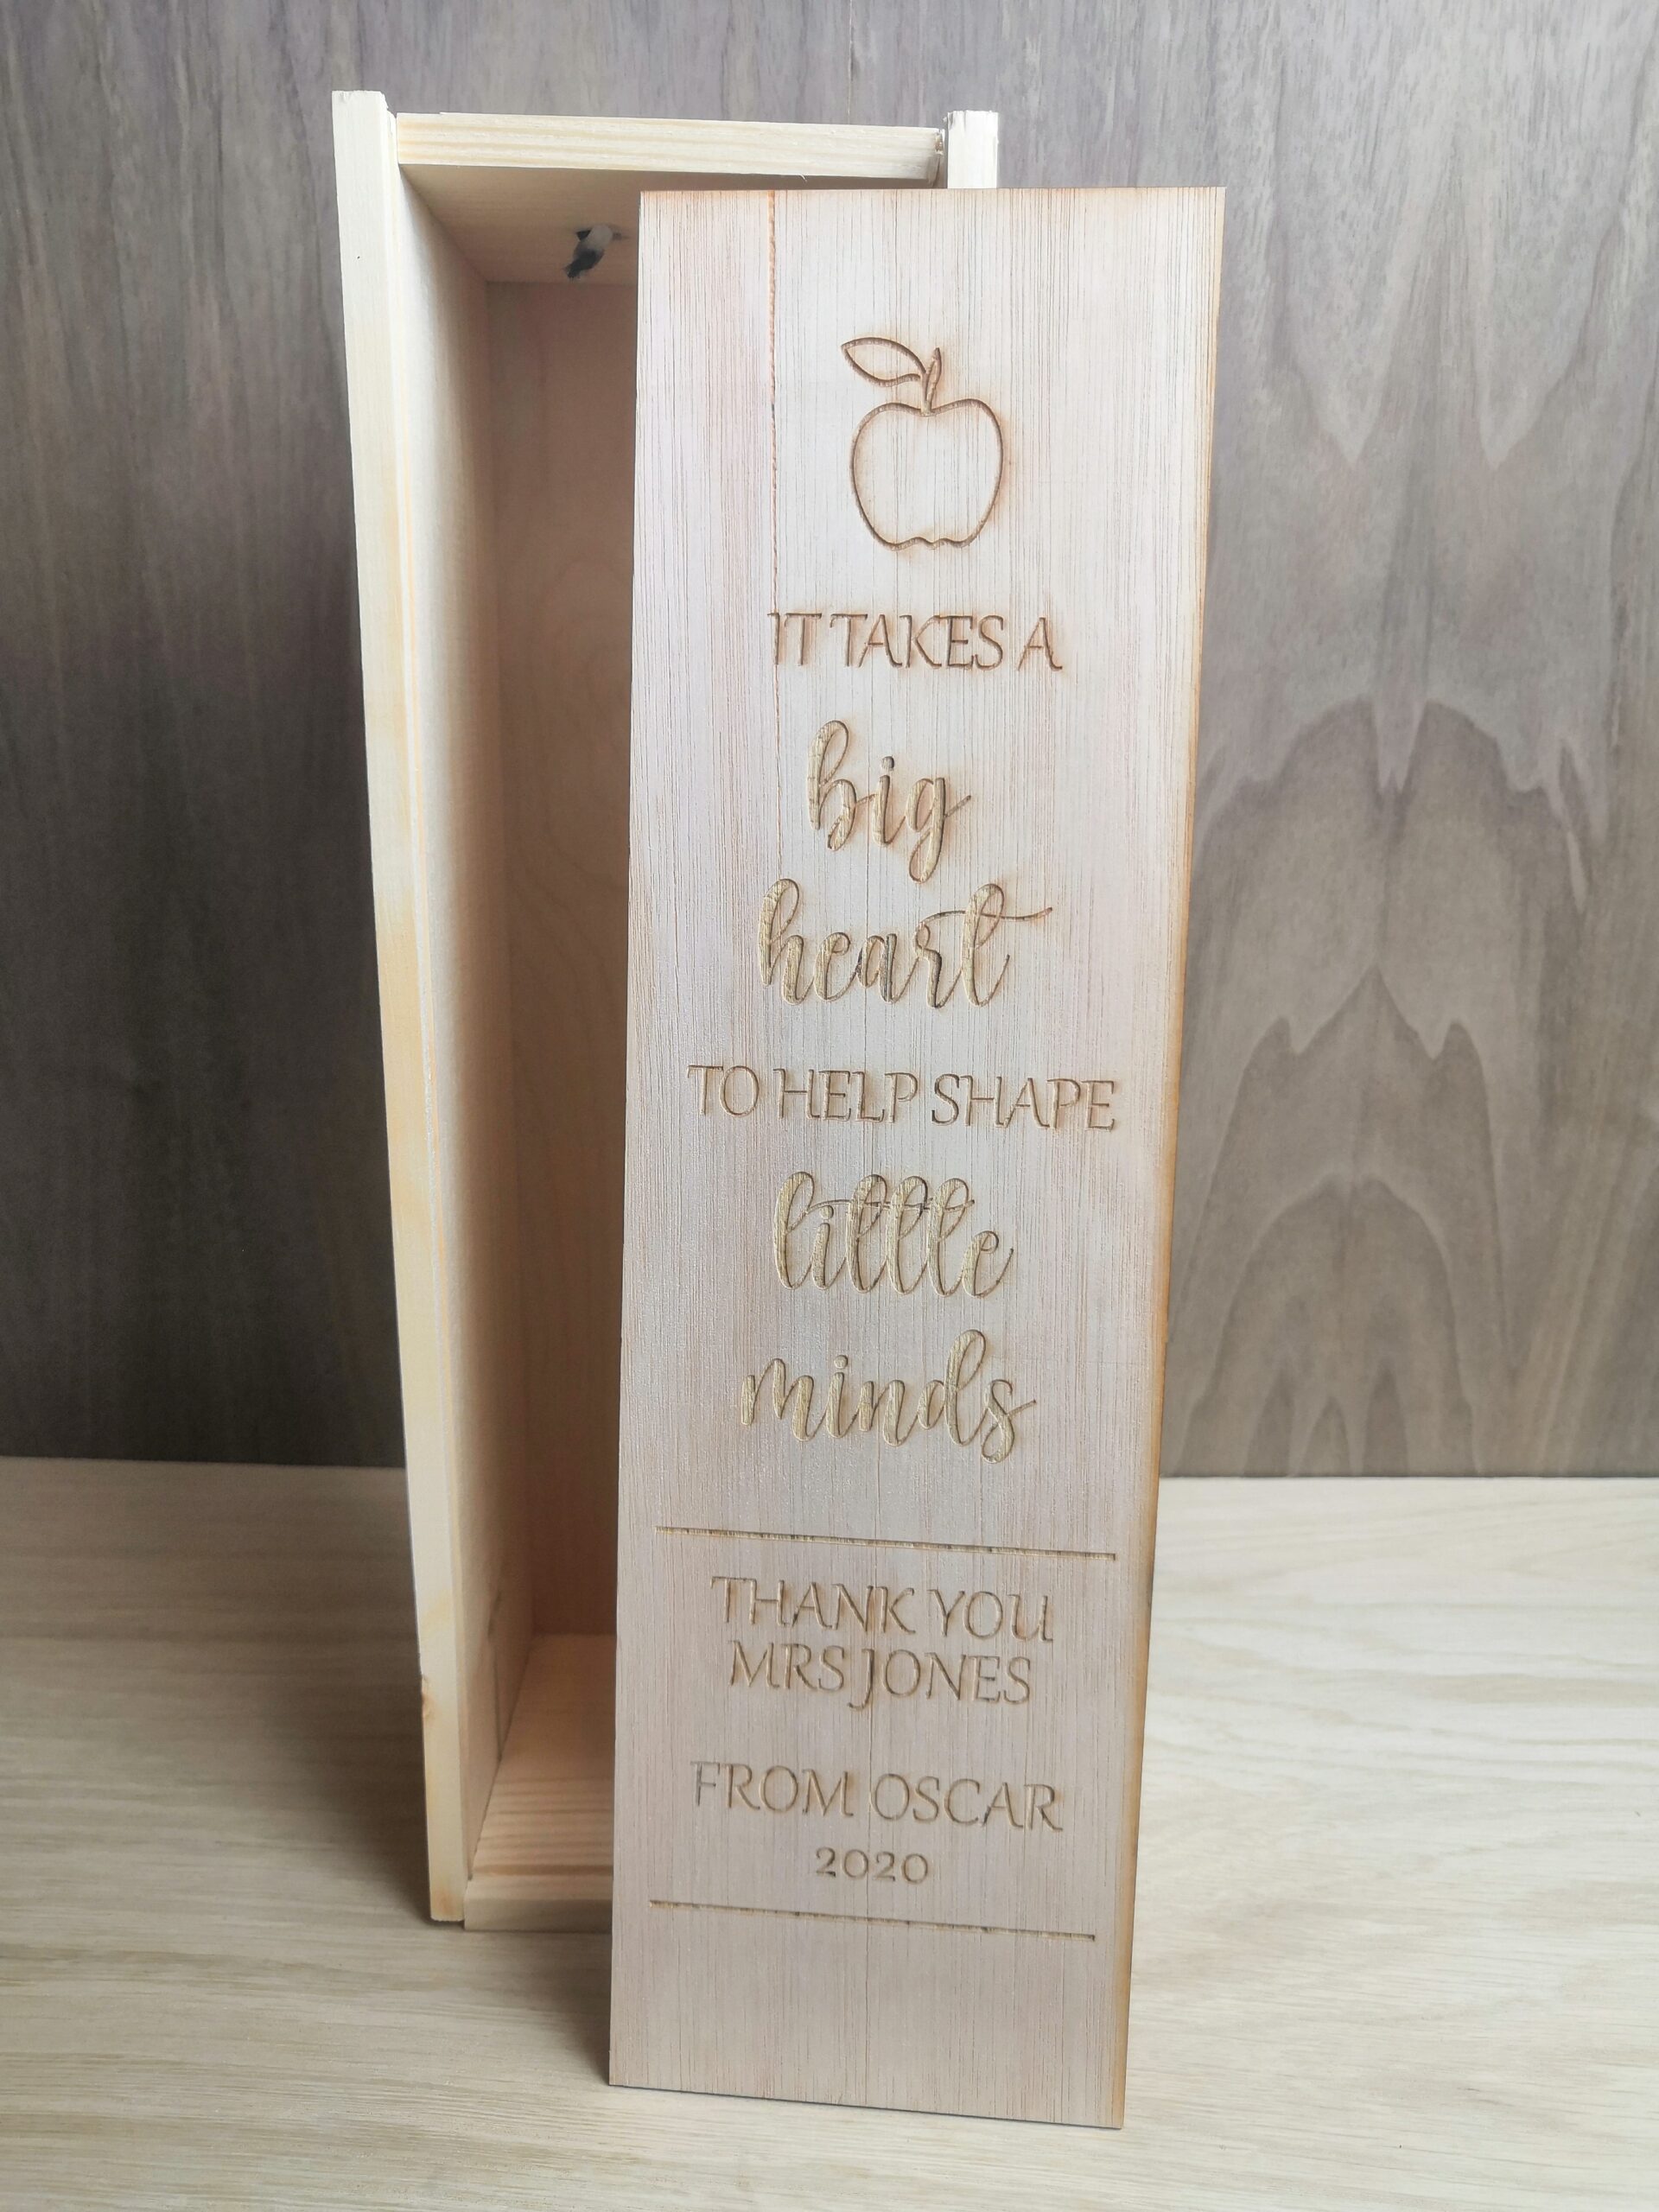 IT TAKES A
big
heart
TO HELP SHAPE
little
minds
THANK YOU
MRS JONES
FROM OSCAR
2020